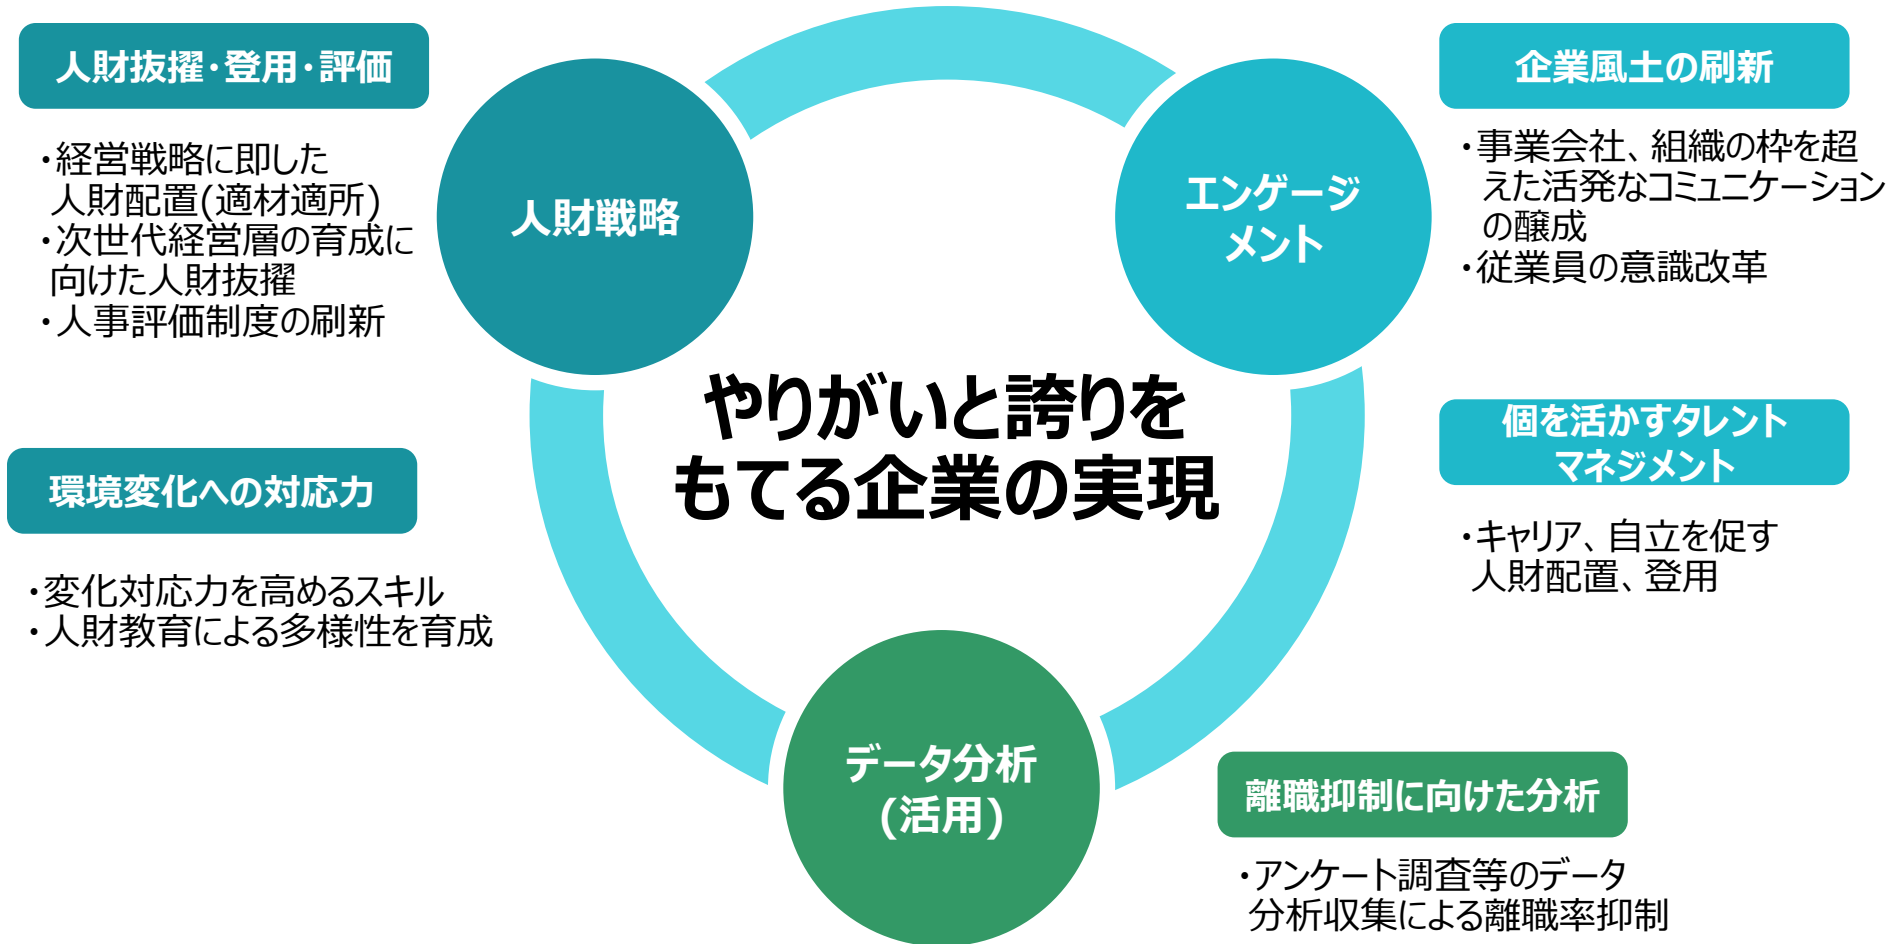 人財抜擢・登用・評価
・経営戦略に即した
人財配置(適材適所)
・次世代経営層の育成に
向けた人財抜擢
・人事評価制度の刷新
環境変化への対応力
・変化対応力を高めるスキル
・人財教育による多様性を育成
人財戦略
エンゲージ
メント
やりがいと誇りを
もてる企業の実現
データ分析
(活用)
企業風土の刷新
・事業会社、組織の枠を超
えた活発なコミュニケーション
の醸成
・従業員の意識改革
個を活かすタレント
マネジメント
・キャリア、自立を促す
人財配置、登用
離職抑制に向けた分析
・アンケート調査等のデータ
分析収集による離職率抑制